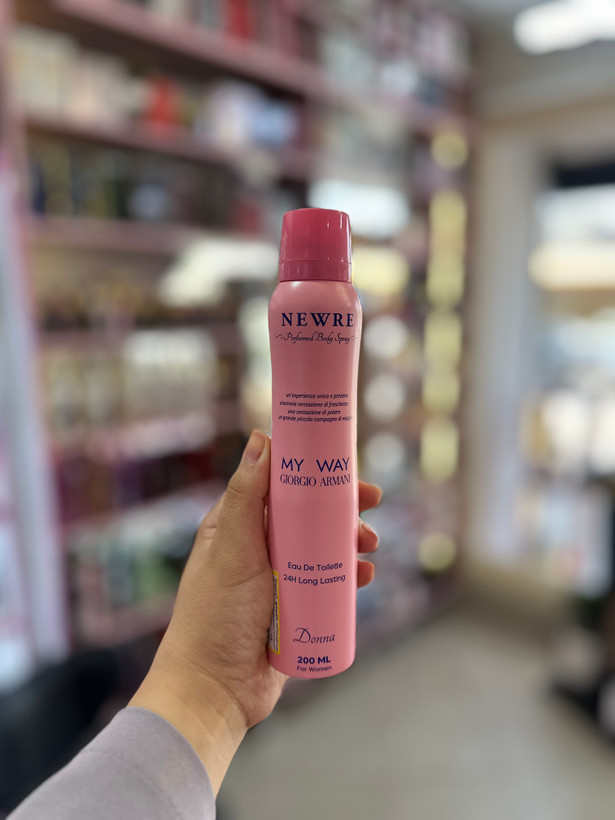 NEWRE
Perfumed Body Spray
un'esperienza unica e preziosa
piacevole sensazione di freschezza
una sensazione di potere
un grande piccolo compagno di viaggio
MY WAY
GIORGIO ARMANI
Eau De Toilette
24H Long Lasting
Donna
200 ML
For Women